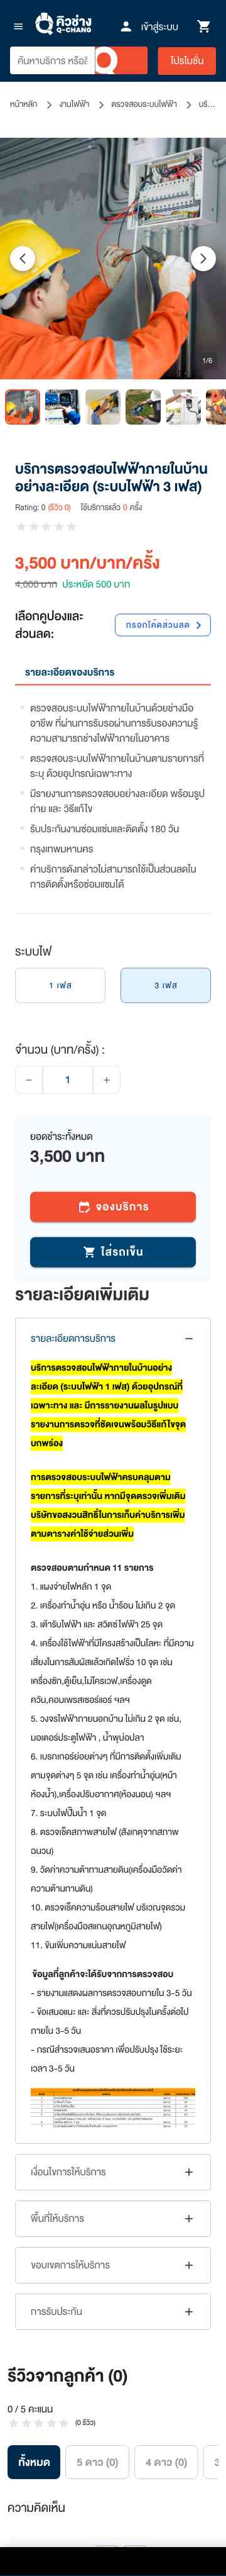 คิวช่าง
Q-CHANG
เข้าสู่ระบบ
ค้นหาบริการ หรือสิ
โปรโมชั่น
หน้าหลัก > งานไฟฟ้า > ตรวจสอบระบบไฟฟ้า > บริ...
1/6
บริการตรวจสอบไฟฟ้าภายในบ้าน
อย่างละเอียด (ระบบไฟฟ้า 3 เฟส)
Rating: 0 (รีวิว 0) ใช้บริการแล้ว 0 ครั้ง
3,500 บาท/บาท/ครั้ง
4,000 บาท ประหยัด 500 บาท
เลือกคูปองและ
ส่วนลด:
กรอกโค้ดส่วนลด
รายละเอียดของบริการ
ตรวจสอบระบบไฟฟ้าภายในบ้านด้วยช่างมือ
อาชีพ ที่ผ่านการรับรอผ่านการรับรองความรู้
ความสามารถช่างไฟฟ้าภายในอาคาร
ตรวจสอบระบบไฟฟ้าภายในบ้านตามรายการที่
ระบุ ด้วยอุปกรณ์เฉพาะทาง
มีรายงานการตรวจสอบอย่างละเอียด พร้อมรูป
ถ่าย และ วิธีแก้ไข
รับประกันงานซ่อมแซ่มและติดตั้ง 180 วัน
กรุงเทพมหานคร
ค่าบริการดังกล่าวไม่สามารถใช้เป็นส่วนลดใน
การติดตั้งหรือซ่อมแซมได้
ระบบไฟ
1 เฟส
3 เฟส
จำนวน (บาท/ครั้ง) :
− 1 +
ยอดชำระทั้งหมด
3,500 บาท
จองบริการ
ใส่รถเข็น
รายละเอียดเพิ่มเติม
รายละเอียดการบริการ
บริการตรวจสอบไฟฟ้าภายในบ้านอย่าง
ละเอียด (ระบบไฟฟ้า 1 เฟส) ด้วยอุปกรณ์ที่
เฉพาะทาง และ มีการรายงานผลในรูปแบบ
รายงานการตรวจที่ชัดเจนพร้อมวิธีแก้ไขจุด
บกพร่อง
การตรวจสอบระบบไฟฟ้าครบคลุมตาม
รายการที่ระบุเท่านั้น หากมีจุดตรวจเพิ่มเติม
บริษัทขอสงวนสิทธิ์ในการเก็บค่าบริการเพิ่ม
ตามตารางค่าใช้จ่ายส่วนเพิ่ม
ตรวจสอบตามกำหนด 11 รายการ
1. แผงจ่ายไฟหลัก 1 จุด
2. เครื่องทำน้ำอุ่น หรือ น้ำร้อน ไม่เกิน 2 จุด
3. เต้ารับไฟฟ้า และ สวิตช์ไฟฟ้า 25 จุด
4. เครื่องใช้ไฟฟ้าที่มีโครงสร้างเป็นโลหะ ที่มีความ
เสี่ยงในการสัมผัสแล้วเกิดไฟรั่ว 10 จุด เช่น
เครื่องซัก,ตู้เย็น,ไมโครเวฟ,เครื่องดูด
ควัน,คอมเพรสเซอร์แอร์ ฯลฯ
5. วงจรไฟฟ้าภายนอกบ้าน ไม่เกิน 2 จุด เช่น,
มอเตอร์ประตูไฟฟ้า , น้ำพุบ่อปลา
6. เบรกเกอร์ย่อยต่างๆ ที่มีการติดตั้งเพิ่มเติม
ตามจุดต่างๆ 5 จุด เช่น เครื่องทำน้ำอุ่น(หน้า
ห้องน้ำ),เครื่องปรับอากาศ(ห้องนอน) ฯลฯ
7. ระบบไฟปั๊มน้ำ 1 จุด
8. ตรวจเช็คสภาพสายไฟ (สังเกตุจากสภาพ
ฉนวน)
9. วัดค่าความต้าทานสายดิน(เครื่องมือวัดค่า
ความต้านทานดิน)
10. ตรวจเช็คความร้อนสายไฟ บริเวณจุดรวม
สายไฟ(เครื่องมือสแกนอุณหภูมิสายไฟ)
11. ขันเพิ่มความแน่นสายไฟ
ข้อมูลที่ลูกค้าจะได้รับจากการตรวจสอบ
- รายงานแสดงผลการตรวจสอบภายใน 3-5 วัน
- ข้อเสนอแนะ และ สิ่งที่ควรปรับปรุงในครั้งต่อไป
ภายใน 3-5 วัน
- กรณีสำรวจเสนอราคา เพื่อปรับปรุง ใช้ระยะ
เวลา 3-5 วัน
เงื่อนไขการให้บริการ
พื้นที่ให้บริการ
ขอบเขตการให้บริการ
การรับประกัน
รีวิวจากลูกค้า (0)
0 / 5 คะแนน
(0 รีวิว)
ทั้งหมด
5 ดาว (0)
4 ดาว (0)
3
ความคิดเห็น